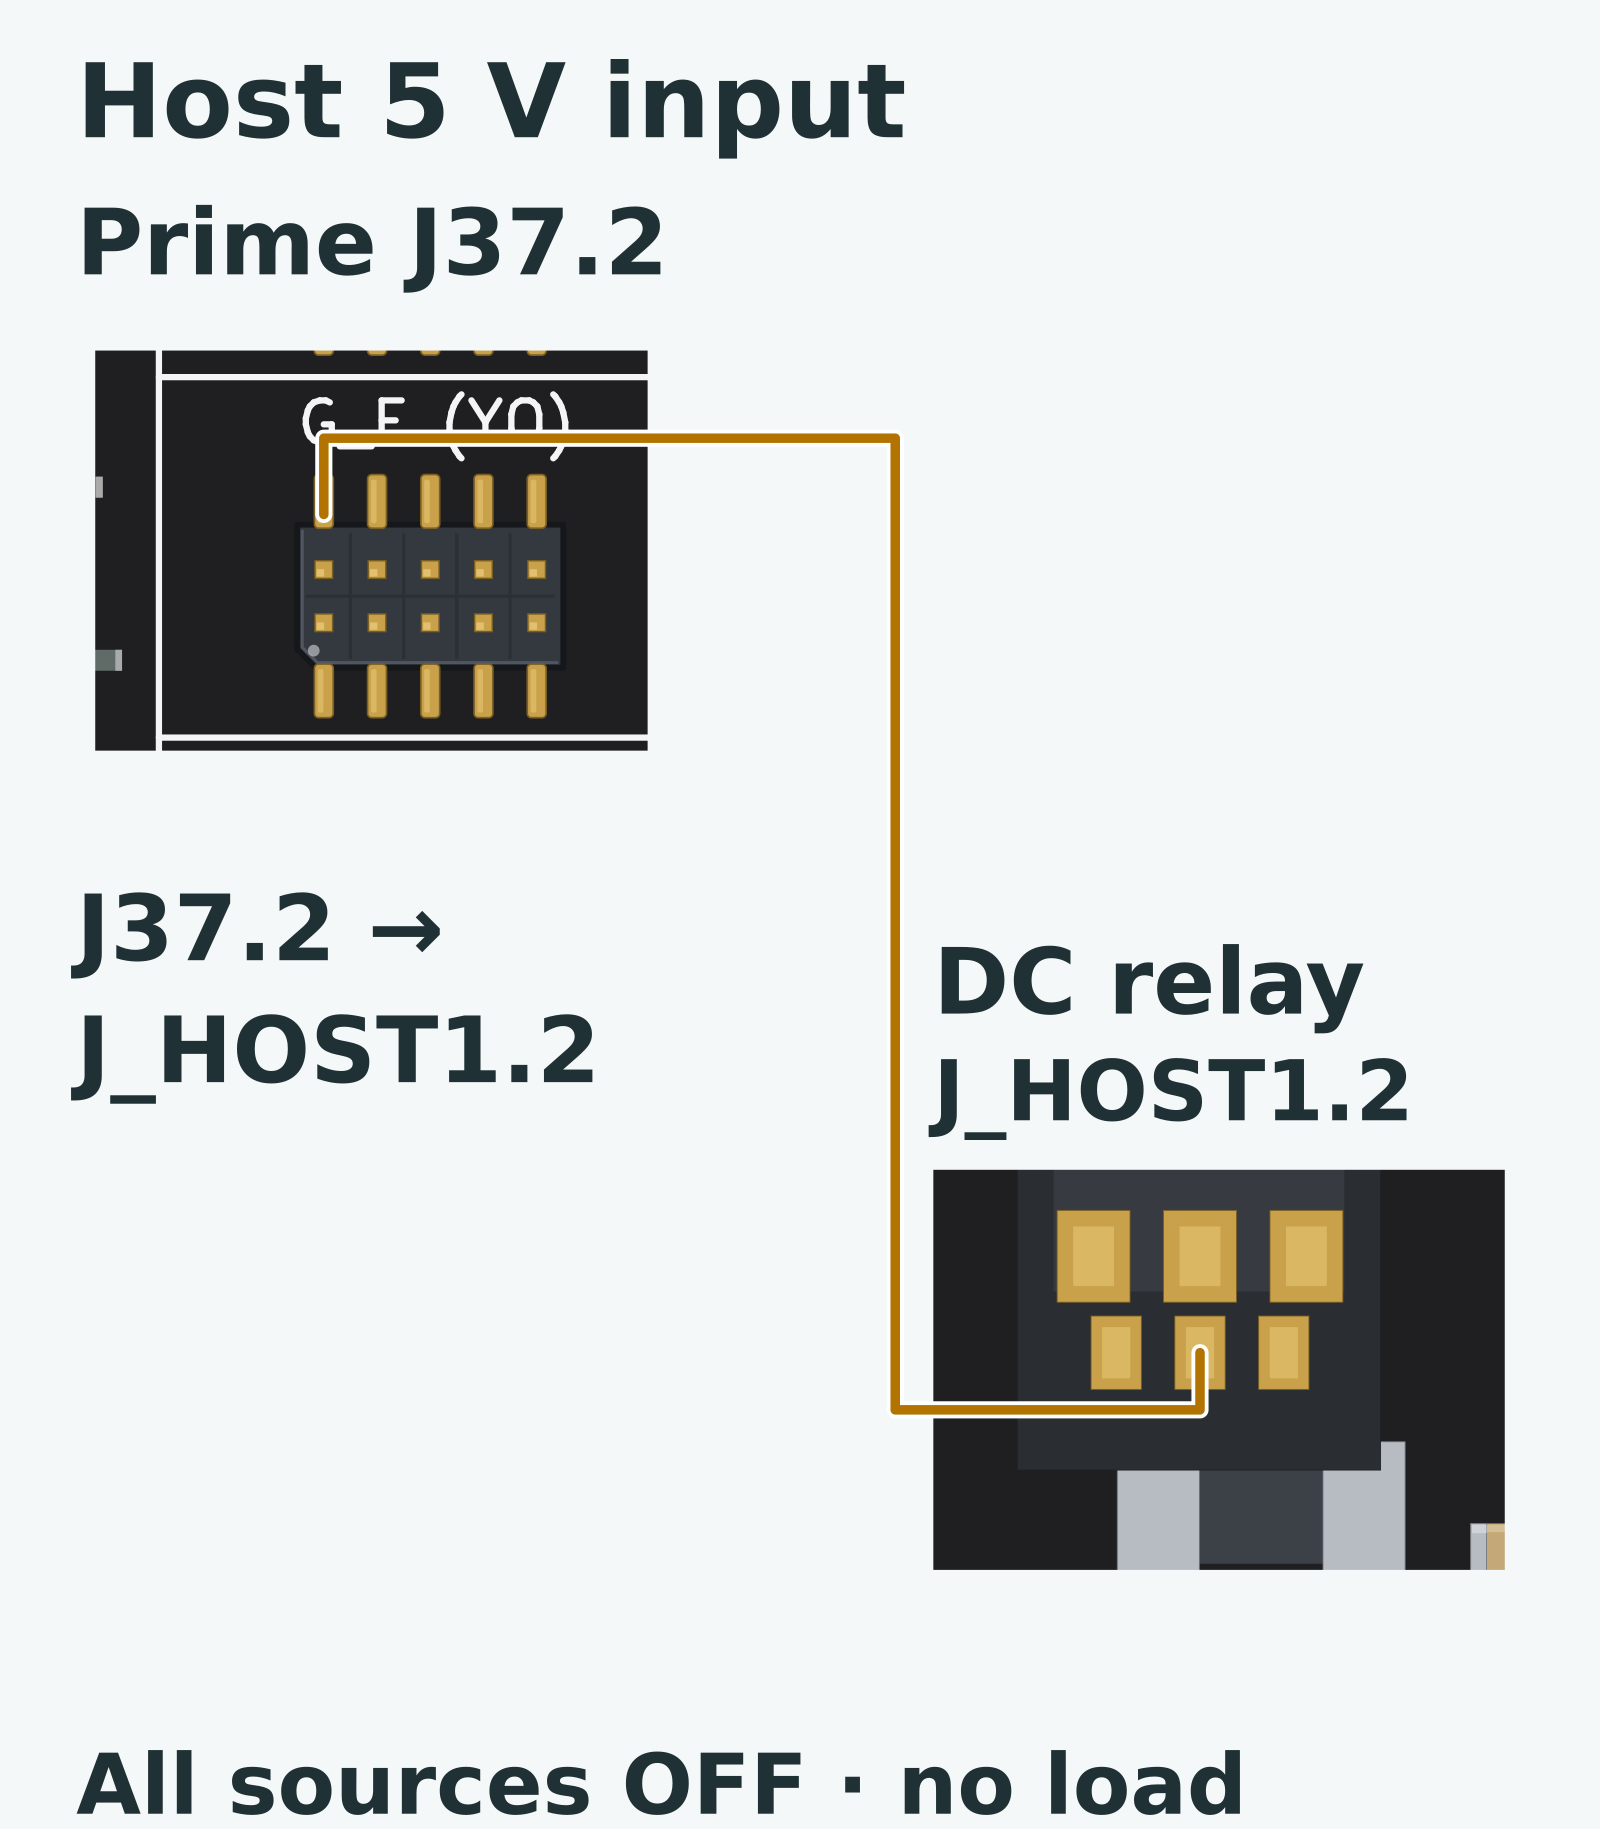 Host 5 V input
Prime J37.2
G_E (YO)
J37.2 →
J_HOST1.2
DC relay
J_HOST1.2
All sources OFF · no load